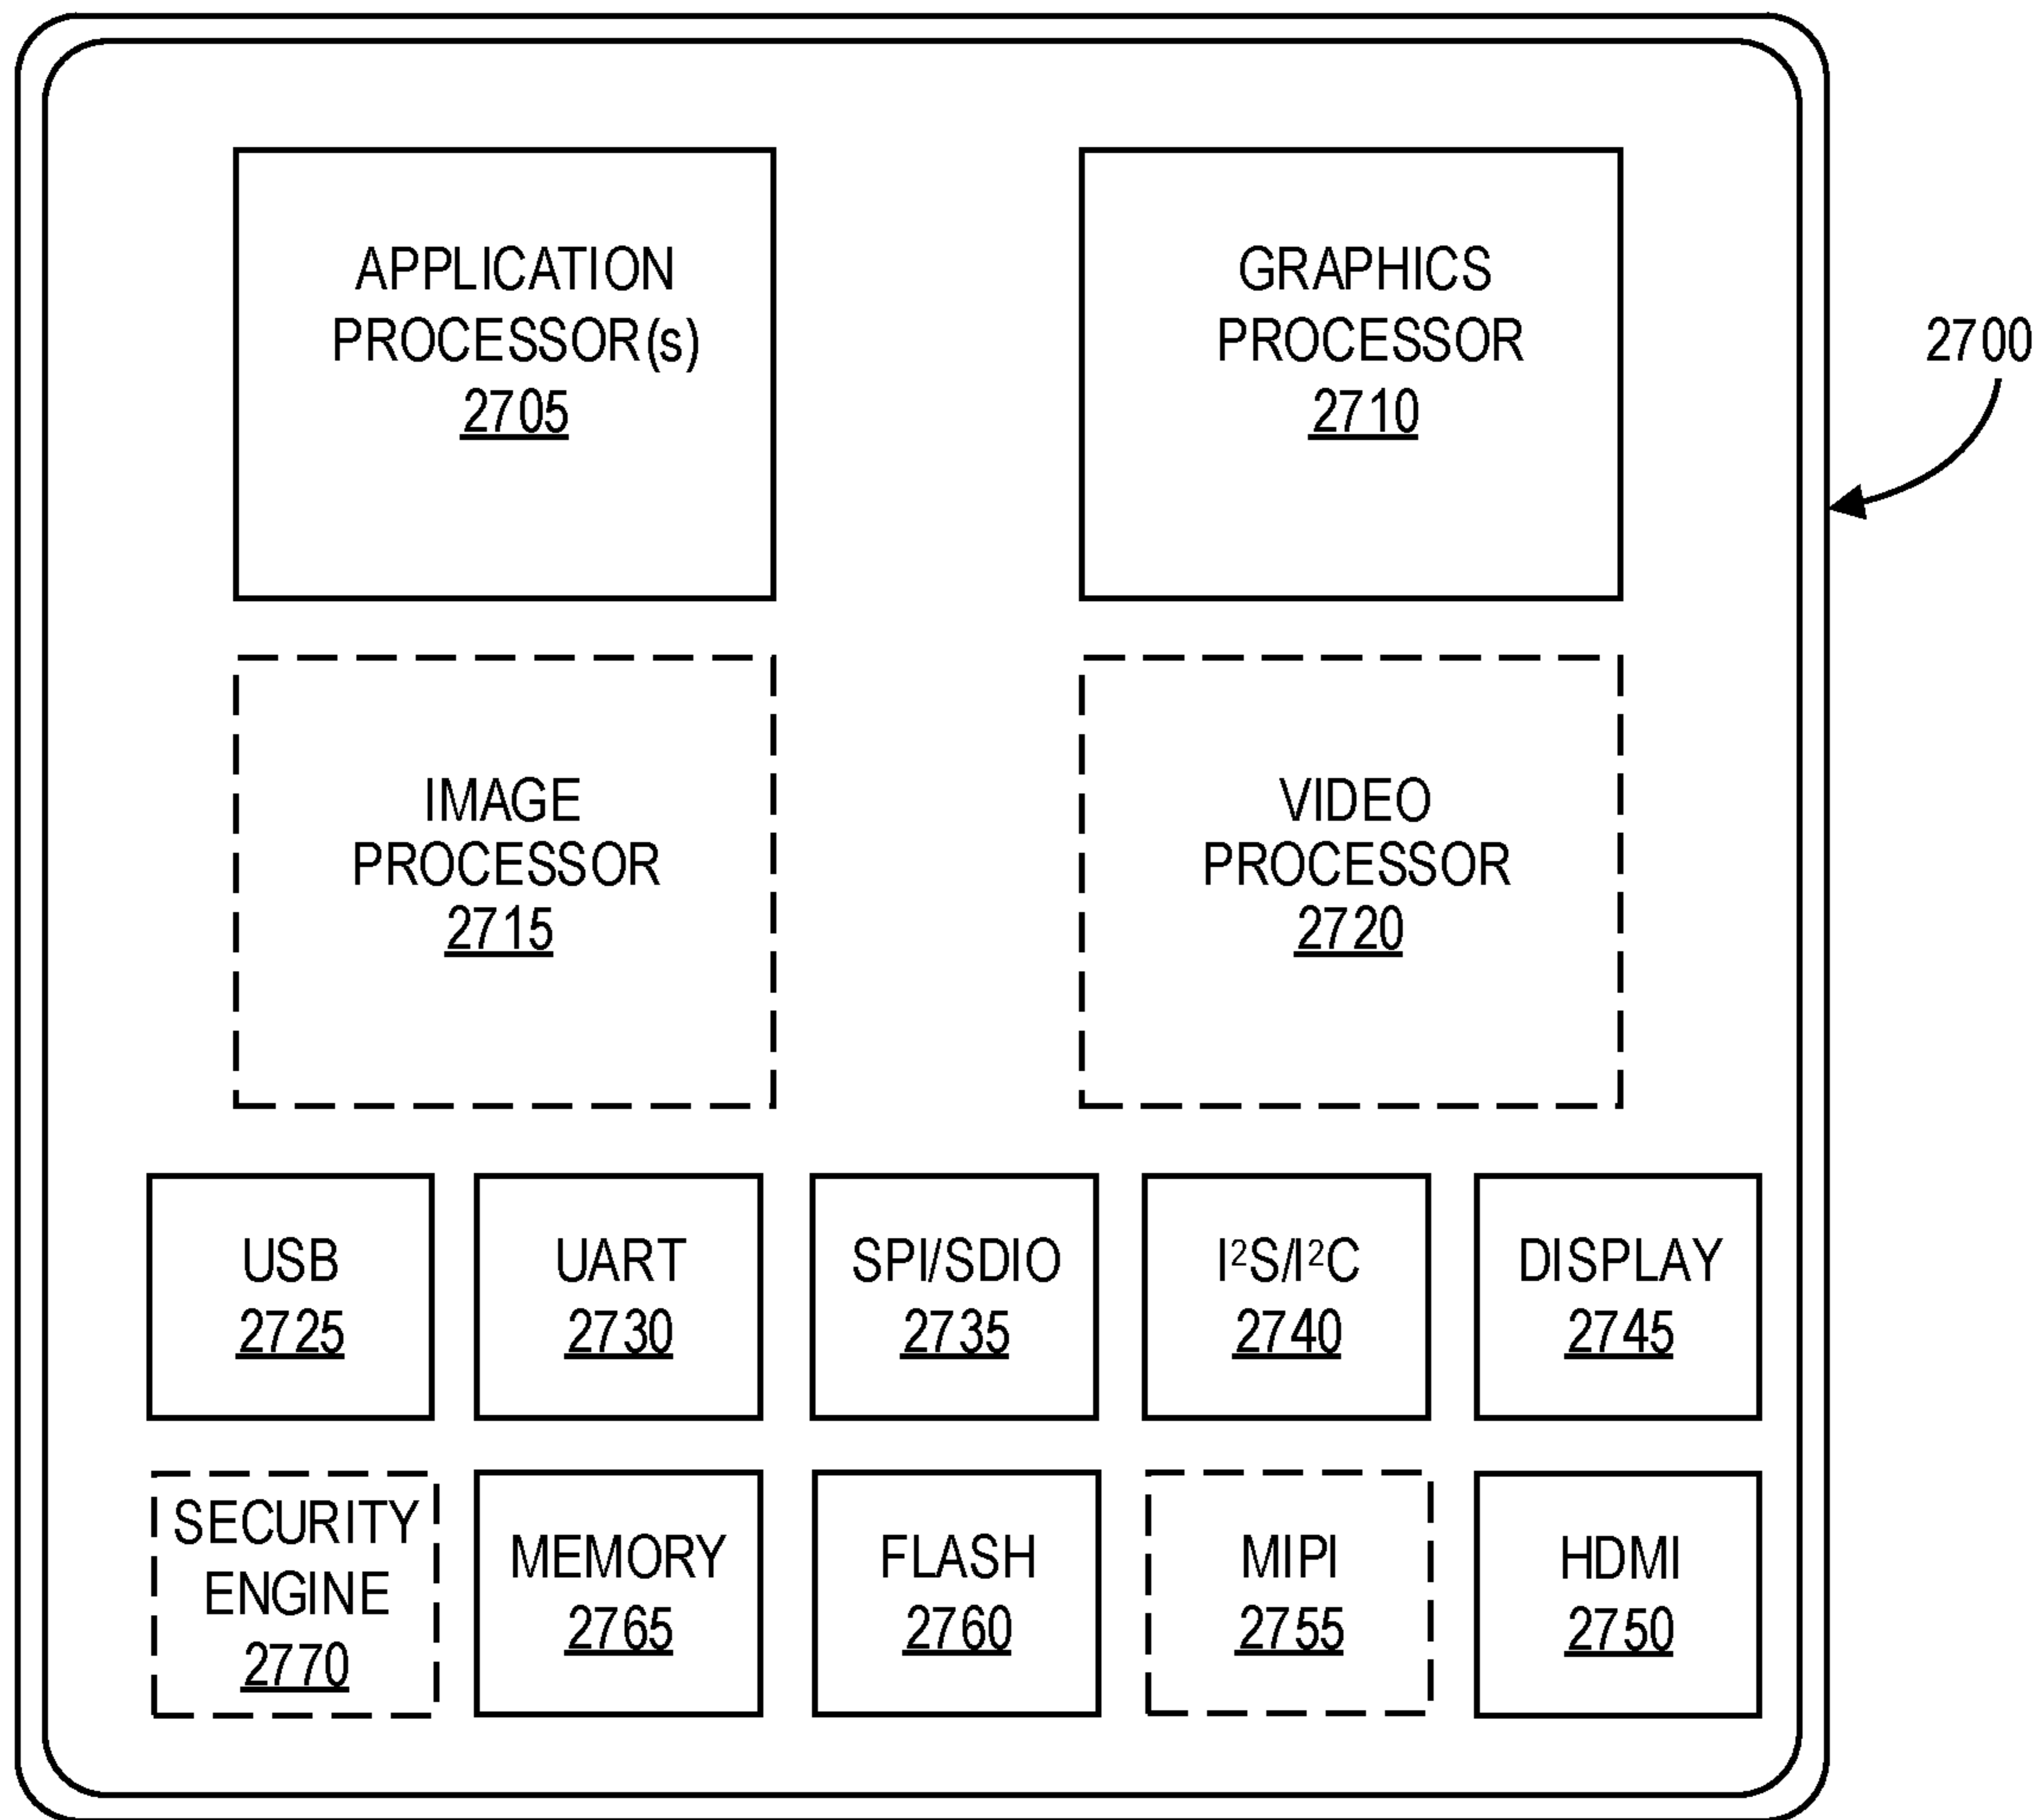 APPLICATION
PROCESSOR(s)
2705
GRAPHICS
PROCESSOR
2710
2700
IMAGE
PROCESSOR
2715
VIDEO
PROCESSOR
2720
USB
2725
UART
2730
SPI/SDIO
2735
I²S/I²C
2740
DISPLAY
2745
SECURITY
ENGINE
2770
MEMORY
2765
FLASH
2760
MIPI
2755
HDMI
2750